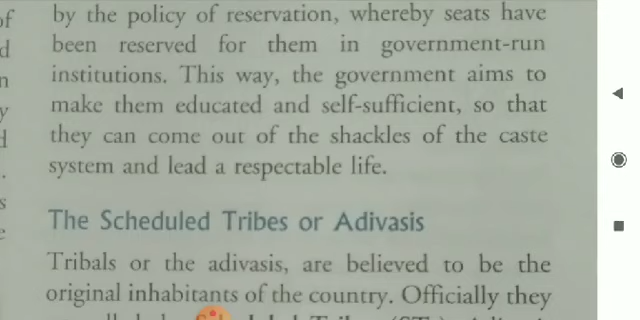 of
d
n
y
d
.
s
e
by the policy of reservation, whereby seats have
been reserved for them in government-run
institutions. This way, the government aims to
make them educated and self-sufficient, so that
they can come out of the shackles of the caste
system and lead a respectable life.
The Scheduled Tribes or Adivasis
Tribals or the adivasis, are believed to be the
original inhabitants of the country. Officially they